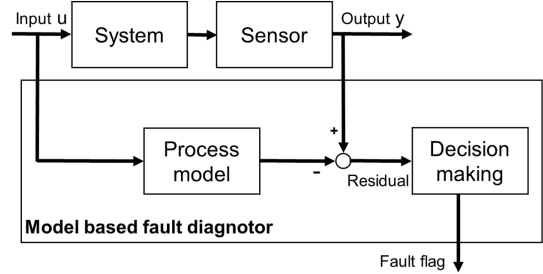 Input u
System
Sensor
Output y
+
Process
model
-
Residual
Decision
making
Model based fault diagnotor
Fault flag